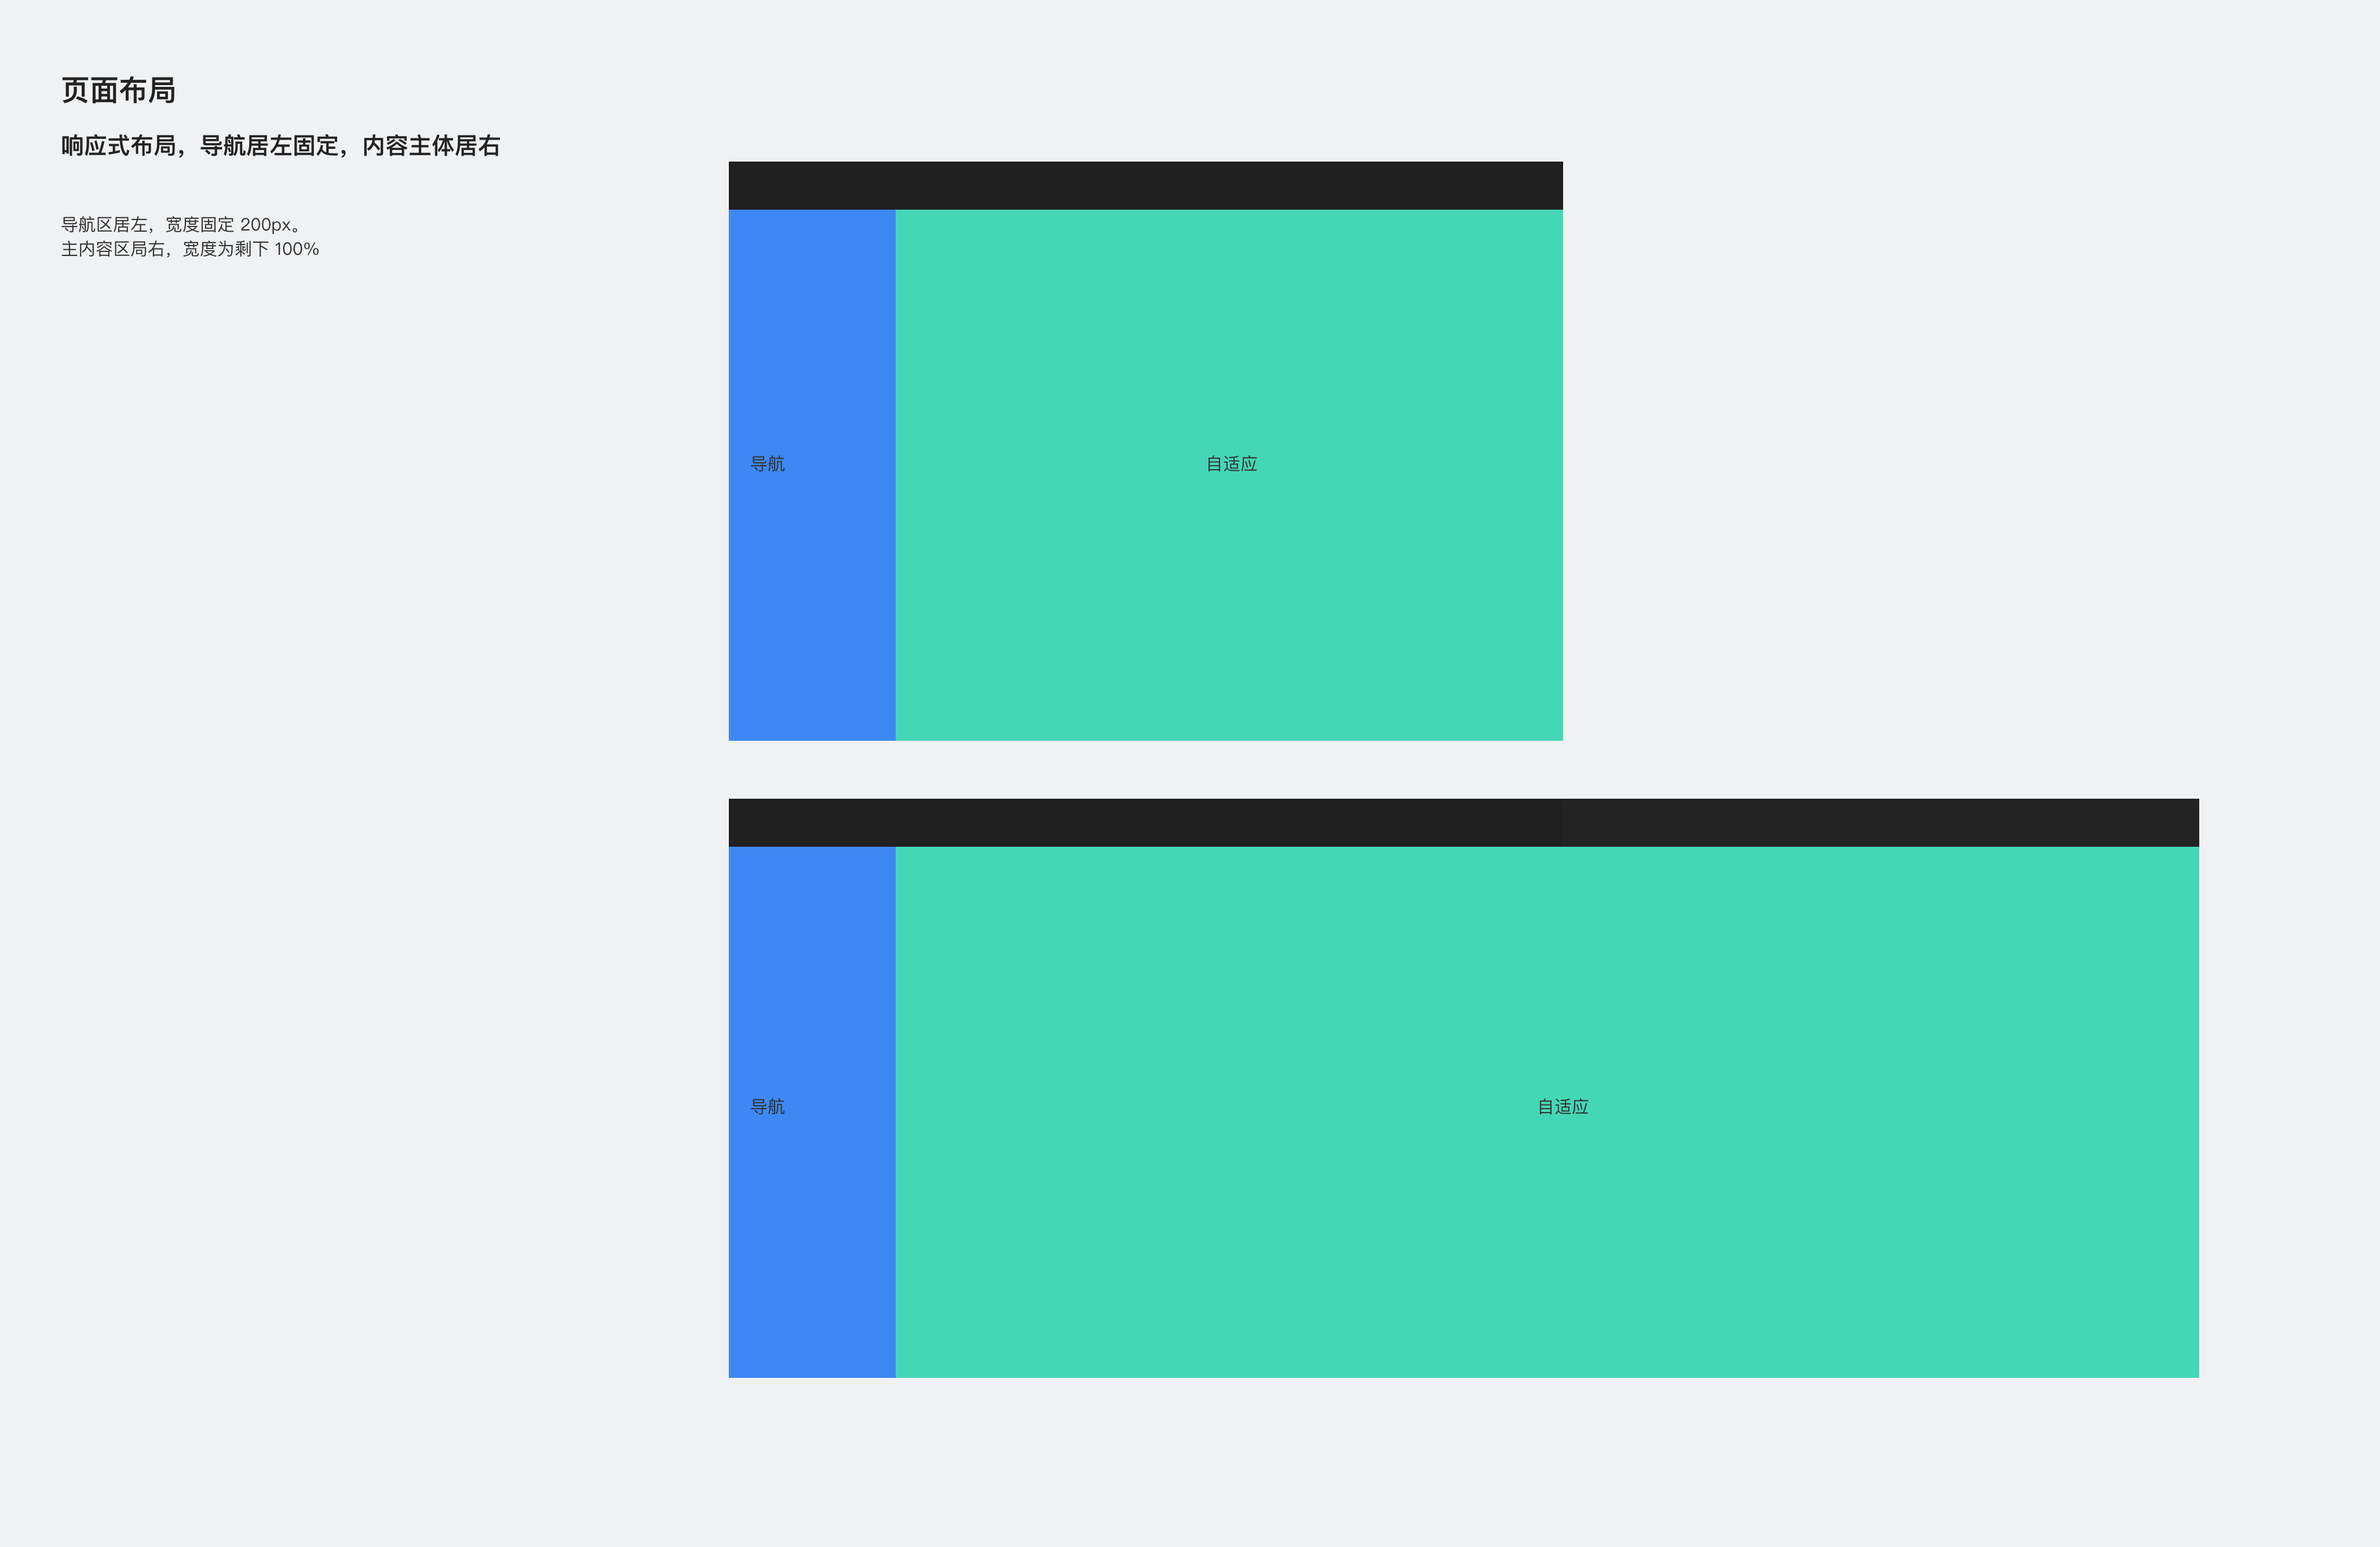 页面布局
响应式布局，导航居左固定，内容主体居右
导航区居左，宽度固定 200px。
主内容区局右，宽度为剩下 100%
导航
自适应
导航
自适应